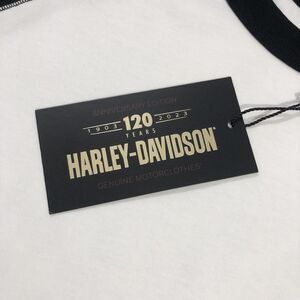 ANNIVERSARY EDITION
1903 120 2023
YEARS
HARLEY-DAVIDSON®
GENUINE MOTORCLOTHES